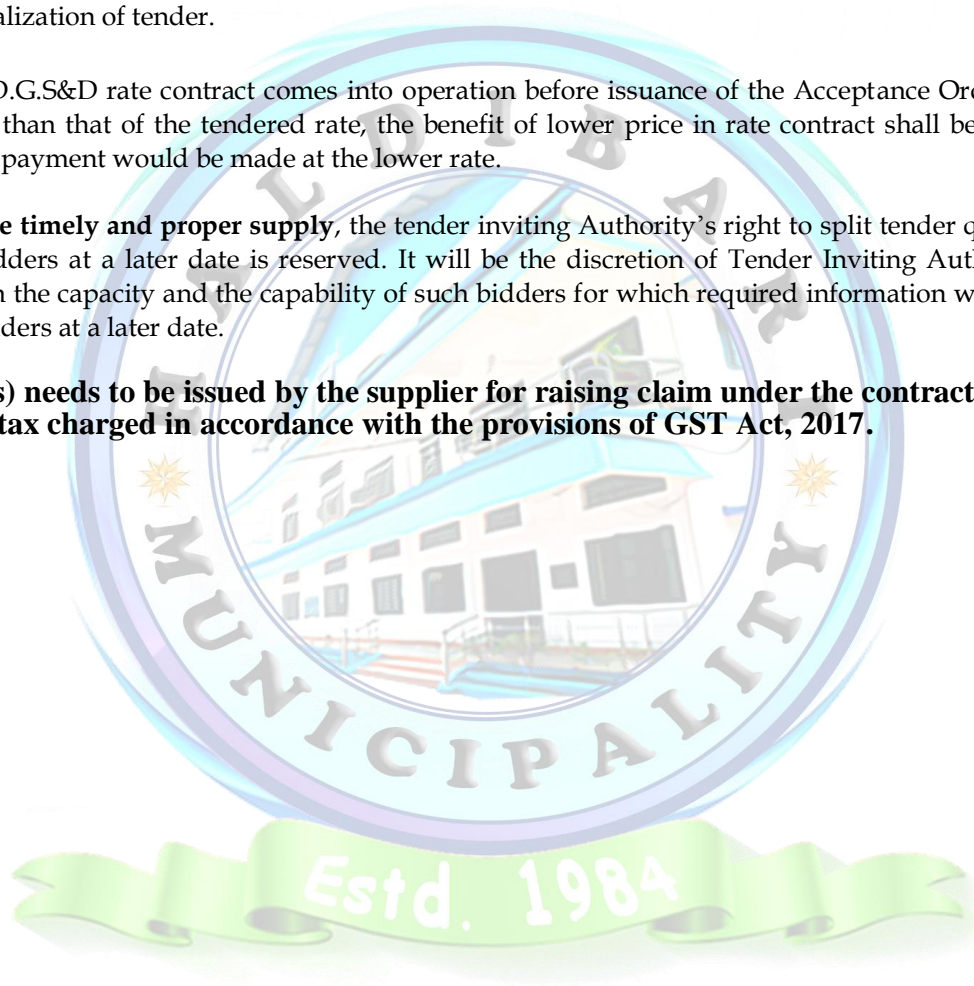 alization of tender.
D.G.S&D rate contract comes into operation before issuance of the Acceptance Ord
than that of the tendered rate, the benefit of lower price in rate contract shall be
payment would be made at the lower rate.
e timely and proper supply, the tender inviting Authority's right to split tender q
dders at a later date is reserved. It will be the discretion of Tender Inviting Auth
n the capacity and the capability of such bidders for which required information w
ders at a later date.
s) needs to be issued by the supplier for raising claim under the contract
tax charged in accordance with the provisions of GST Act, 2017.
HALDYBARI
MUNICIPALITY
Estd. 1984